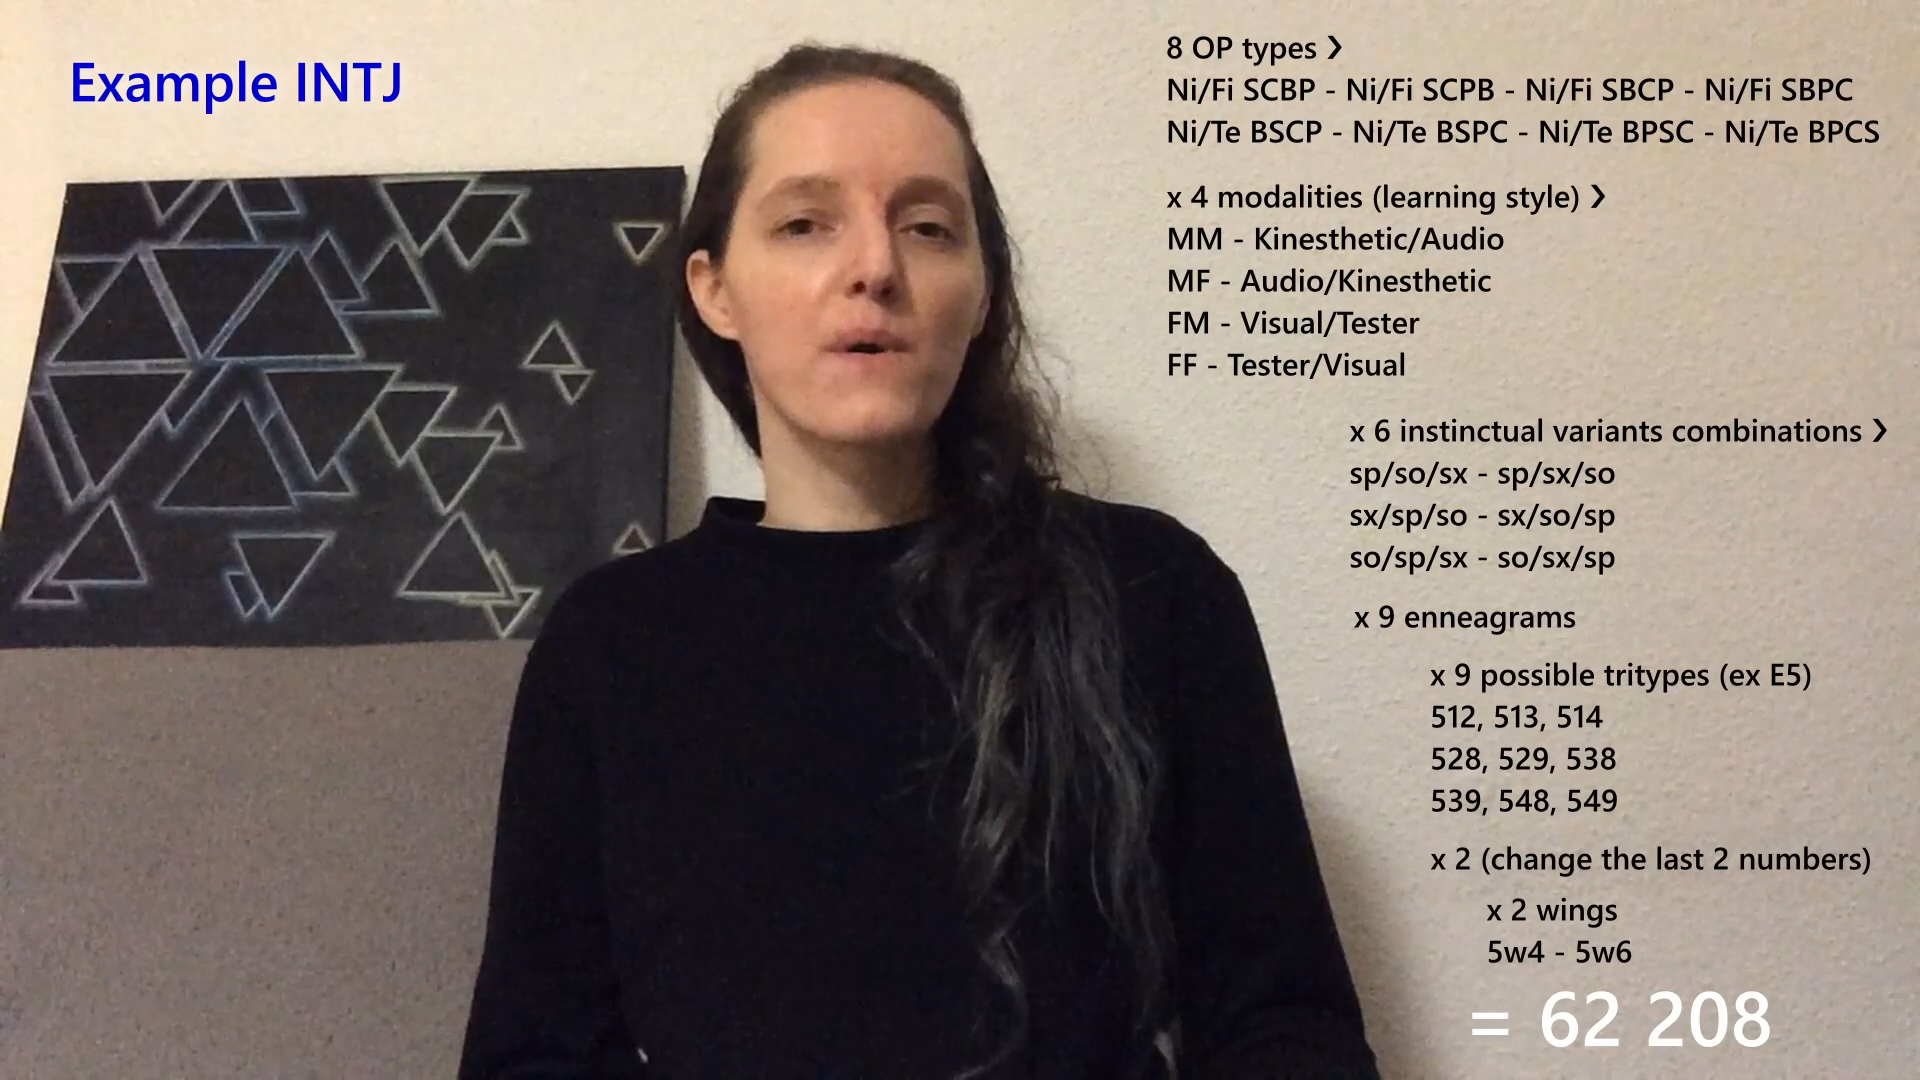 Example INTJ
8 OP types ❯
Ni/Fi SCBP - Ni/Fi SCPB - Ni/Fi SBCP - Ni/Fi SBPC
Ni/Te BSCP - Ni/Te BSPC - Ni/Te BPSC - Ni/Te BPCS
x 4 modalities (learning style) ❯
MM - Kinesthetic/Audio
MF - Audio/Kinesthetic
FM - Visual/Tester
FF - Tester/Visual
x 6 instinctual variants combinations ❯
sp/so/sx - sp/sx/so
sx/sp/so - sx/so/sp
so/sp/sx - so/sx/sp
x 9 enneagrams
x 9 possible tritypes (ex E5)
512, 513, 514
528, 529, 538
539, 548, 549
x 2 (change the last 2 numbers)
x 2 wings
5w4 - 5w6
= 62 208